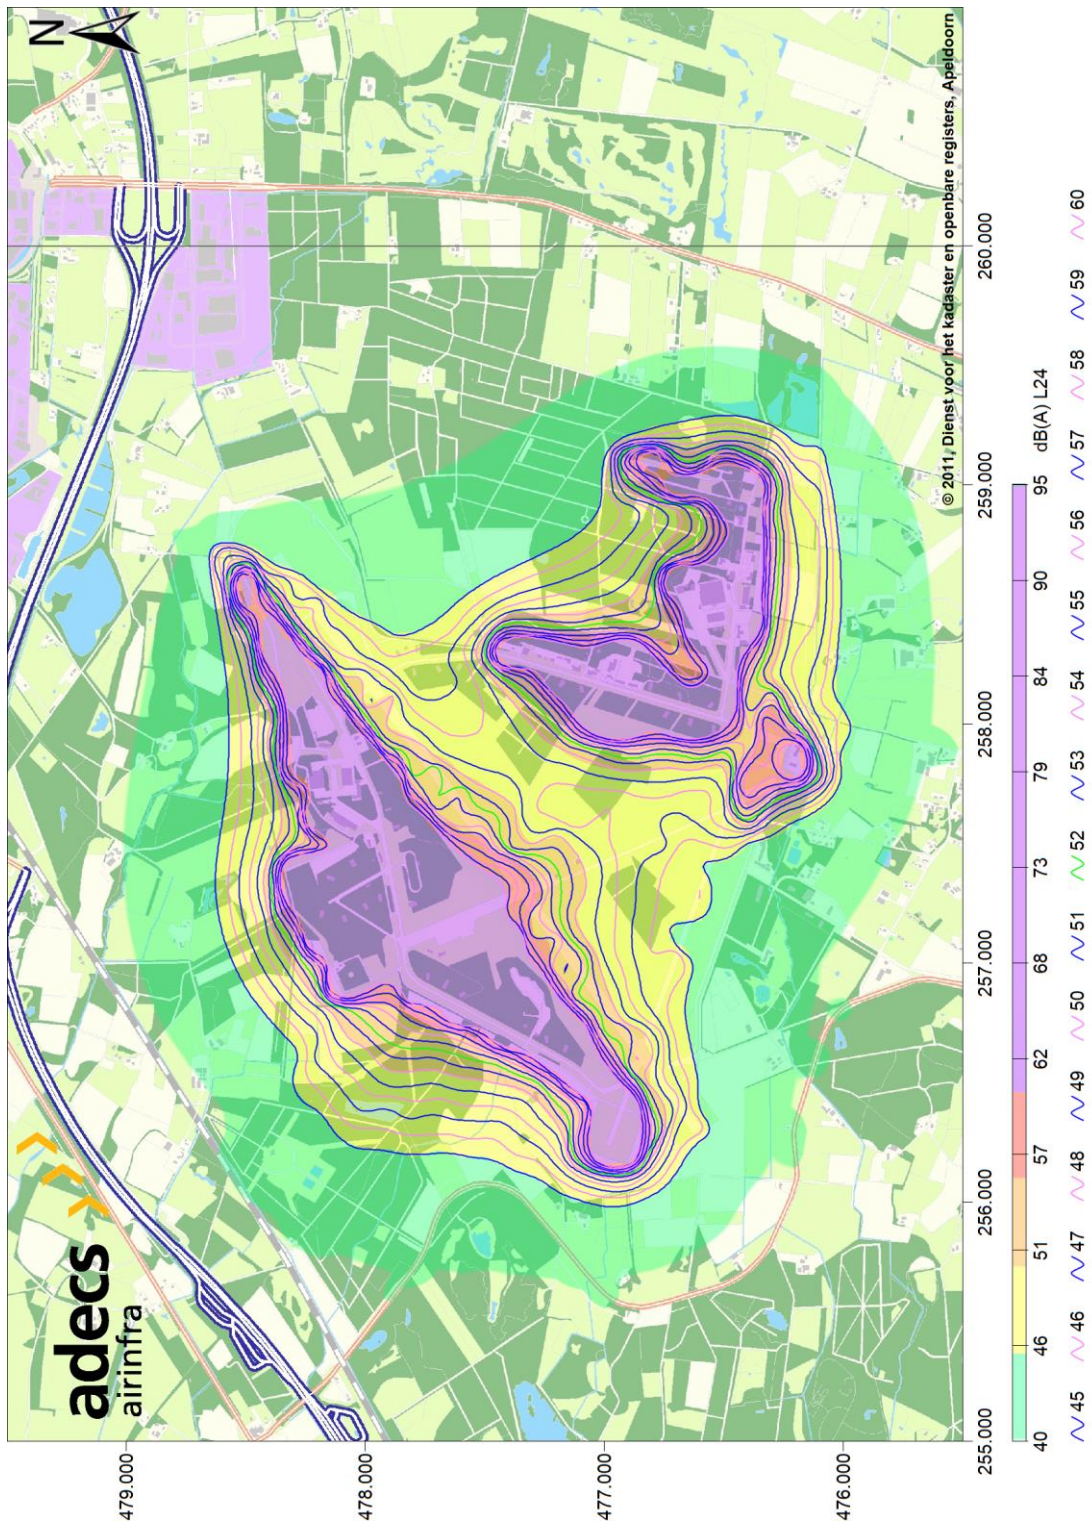 N
adecs
airinfra
© 2011, Dienst voor het kadaster en openbare registers, Apeldoorn
479.000
478.000
477.000
476.000
255.000
256.000
257.000
258.000
259.000
260.000
40 46 51 57 62 68 73 79 84 90 95 dB(A) L24
45 46 47 48 49 50 51 52 53 54 55 56 57 58 59 60